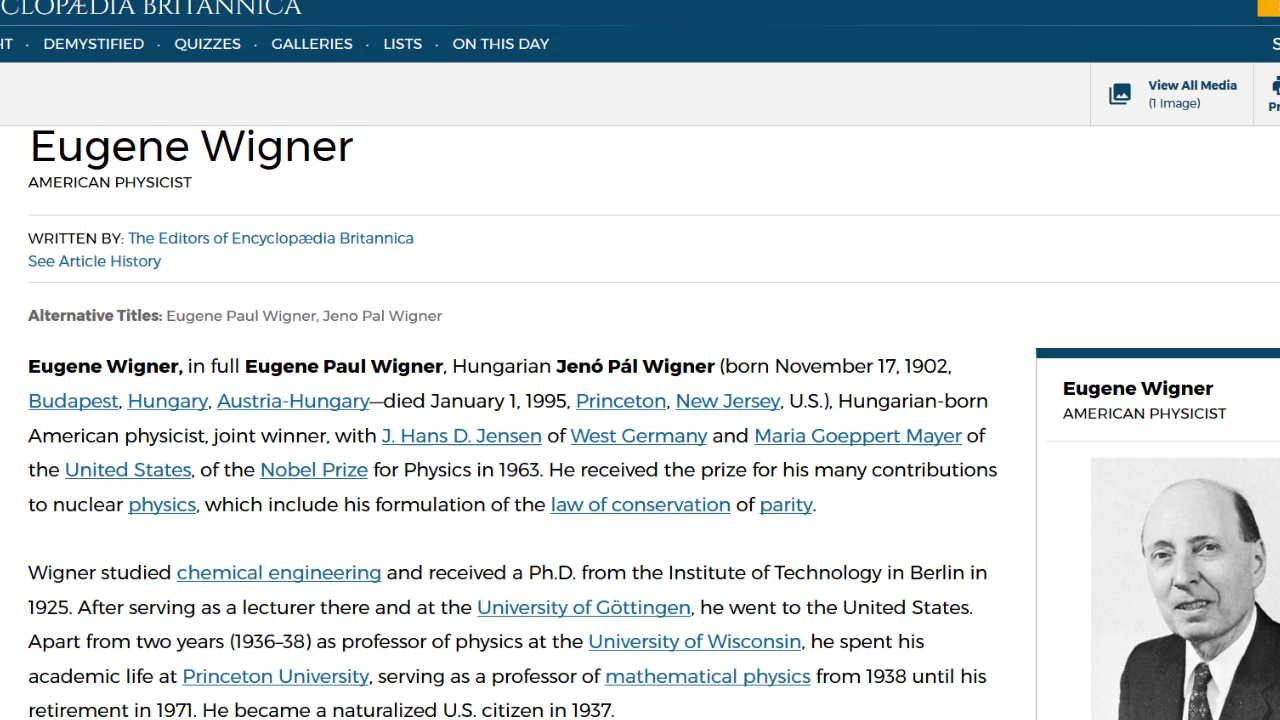 CLOPÆDIA BRITANNICA
HT · DEMYSTIFIED · QUIZZES · GALLERIES · LISTS · ON THIS DAY
View All Media
(1 Image)
Eugene Wigner
AMERICAN PHYSICIST
WRITTEN BY: The Editors of Encyclopædia Britannica
See Article History
Alternative Titles: Eugene Paul Wigner, Jeno Pal Wigner
Eugene Wigner, in full Eugene Paul Wigner, Hungarian Jenó Pál Wigner (born November 17, 1902,
Budapest, Hungary, Austria-Hungary—died January 1, 1995, Princeton, New Jersey, U.S.), Hungarian-born
American physicist, joint winner, with J. Hans D. Jensen of West Germany and Maria Goeppert Mayer of
the United States, of the Nobel Prize for Physics in 1963. He received the prize for his many contributions
to nuclear physics, which include his formulation of the law of conservation of parity.
Wigner studied chemical engineering and received a Ph.D. from the Institute of Technology in Berlin in
1925. After serving as a lecturer there and at the University of Göttingen, he went to the United States.
Apart from two years (1936–38) as professor of physics at the University of Wisconsin, he spent his
academic life at Princeton University, serving as a professor of mathematical physics from 1938 until his
retirement in 1971. He became a naturalized U.S. citizen in 1937.
Eugene Wigner
AMERICAN PHYSICIST